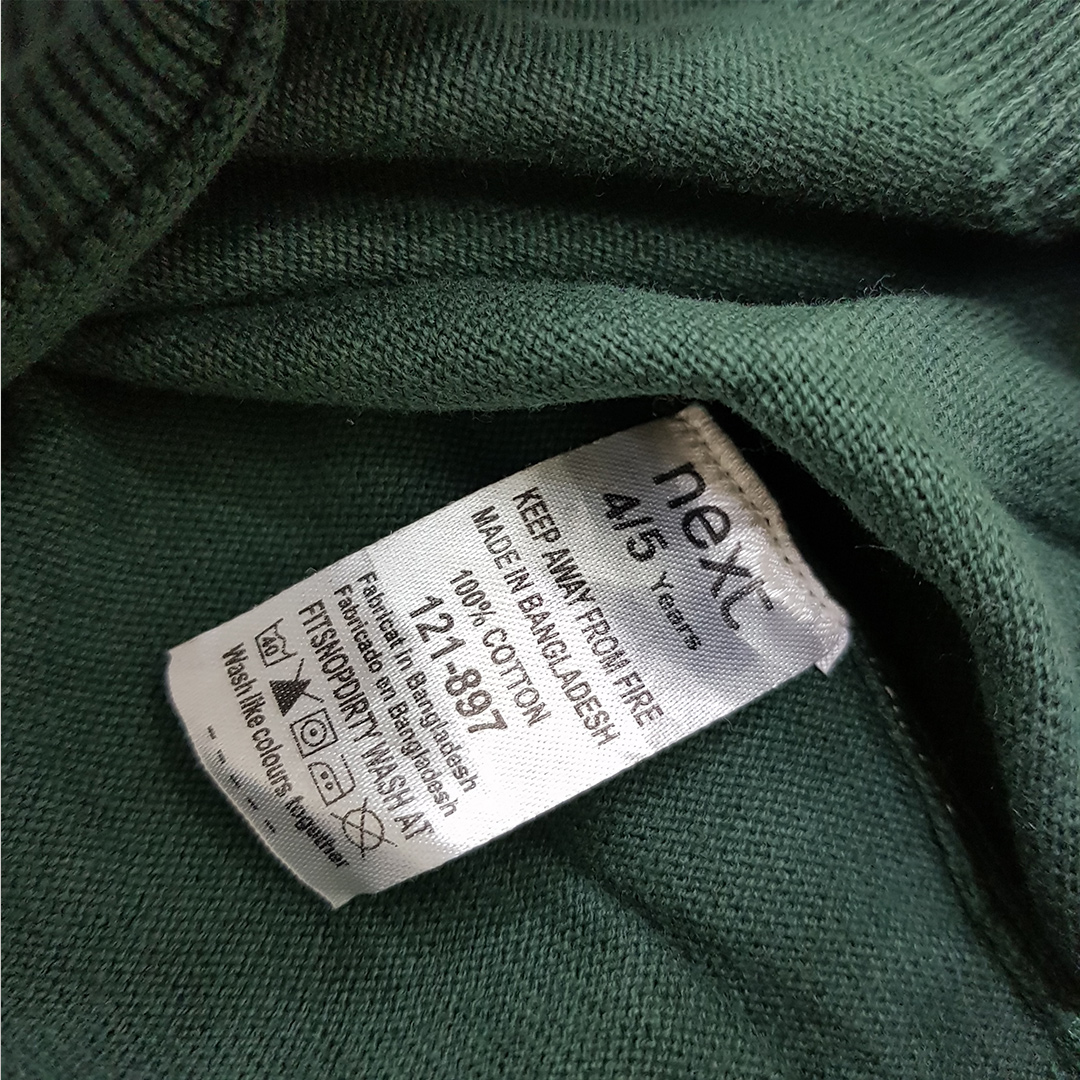 next
4/5 Years
KEEP AWAY FROM FIRE
MADE IN BANGLADESH
100% COTTON
121-897
Fabricat in Bangladesh
Fabricado en Bangladesh
FITSNOPDIRTY WASH AT
40
Wash like colours together